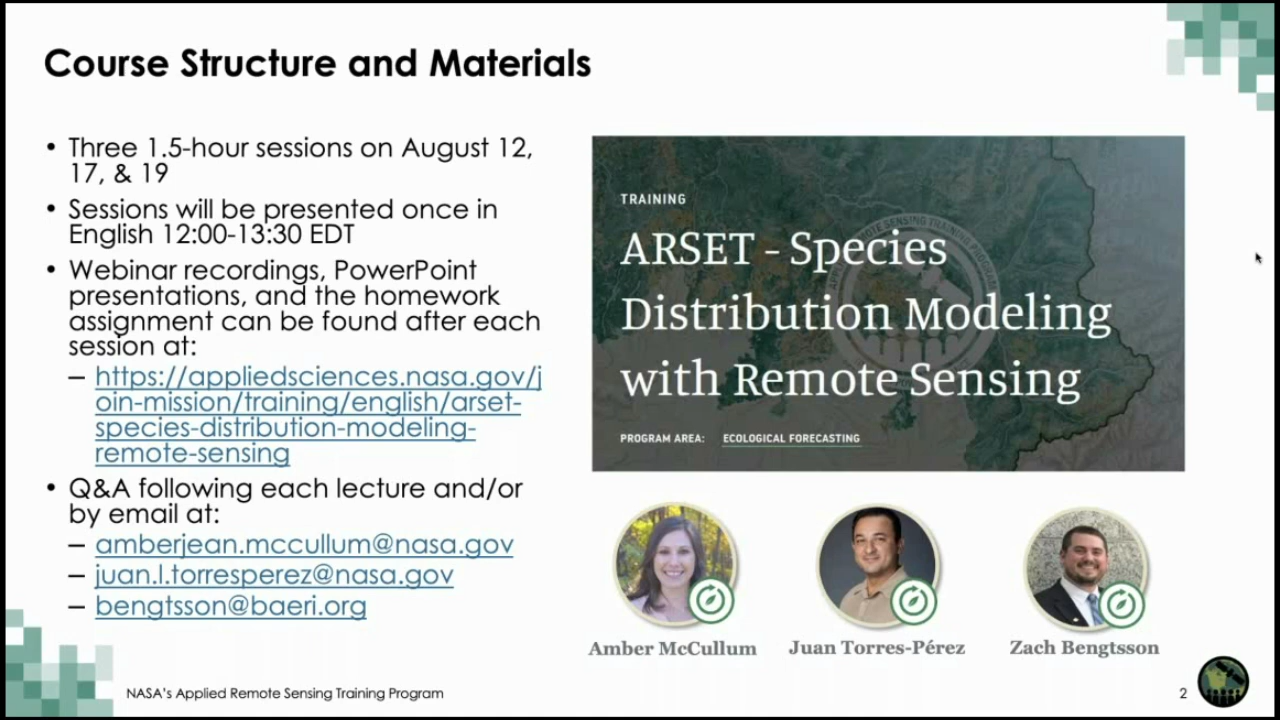 Course Structure and Materials
• Three 1.5-hour sessions on August 12,
17, & 19
• Sessions will be presented once in
English 12:00-13:30 EDT
• Webinar recordings, PowerPoint
presentations, and the homework
assignment can be found after each
session at:
– https://appliedsciences.nasa.gov/j
oin-mission/training/english/arset-
species-distribution-modeling-
remote-sensing
• Q&A following each lecture and/or
by email at:
– amberjean.mccullum@nasa.gov
– juan.l.torresperez@nasa.gov
– bengtsson@baeri.org
TRAINING
ARSET - Species
Distribution Modeling
with Remote Sensing
PROGRAM AREA: ECOLOGICAL FORECASTING
Amber McCullum
Juan Torres-Pérez
Zach Bengtsson
NASA's Applied Remote Sensing Training Program
2